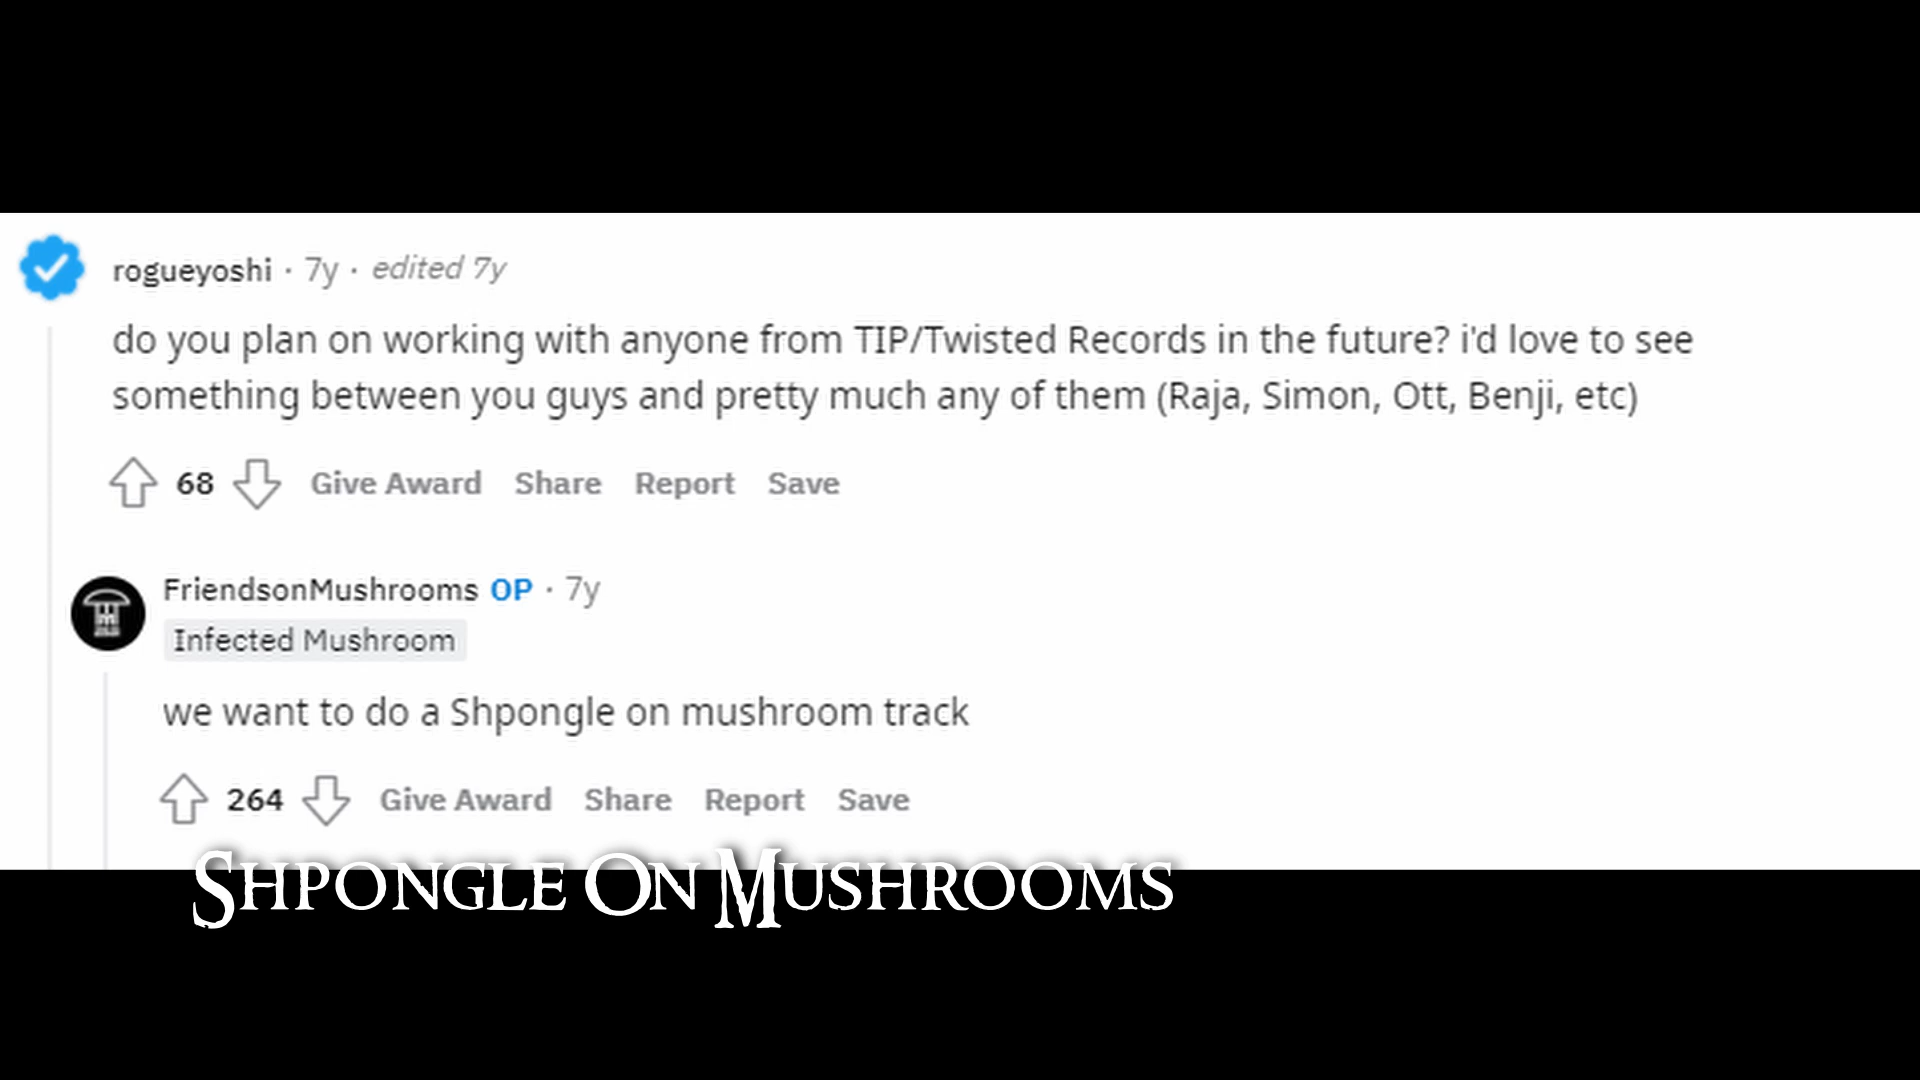 rogueyoshi · 7y · edited 7y
do you plan on working with anyone from TIP/Twisted Records in the future? i'd love to see
something between you guys and pretty much any of them (Raja, Simon, Ott, Benji, etc)
68 Give Award Share Report Save
FriendsonMushrooms OP · 7y
Infected Mushroom
we want to do a Shpongle on mushroom track
264 Give Award Share Report Save
Shpongle On Mushrooms